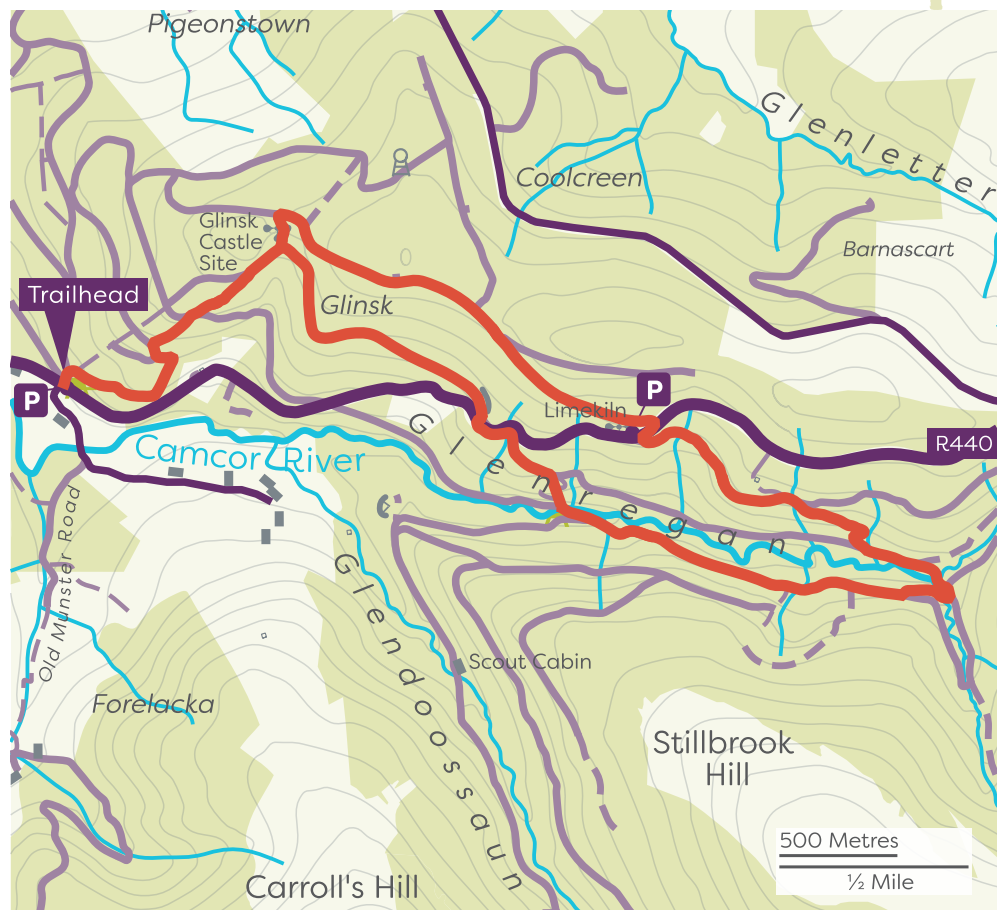 Pigeonstown
Glenletter
Coolcreen
Glinsk
Castle
Site
Barnascart
Trailhead
Glinsk
P
P
Limekiln
R440
Camcor River
Glenregan
Old Munster Road
Glendoossaun
Scout Cabin
Forelacka
Stillbrook
Hill
500 Metres
½ Mile
Carroll's Hill